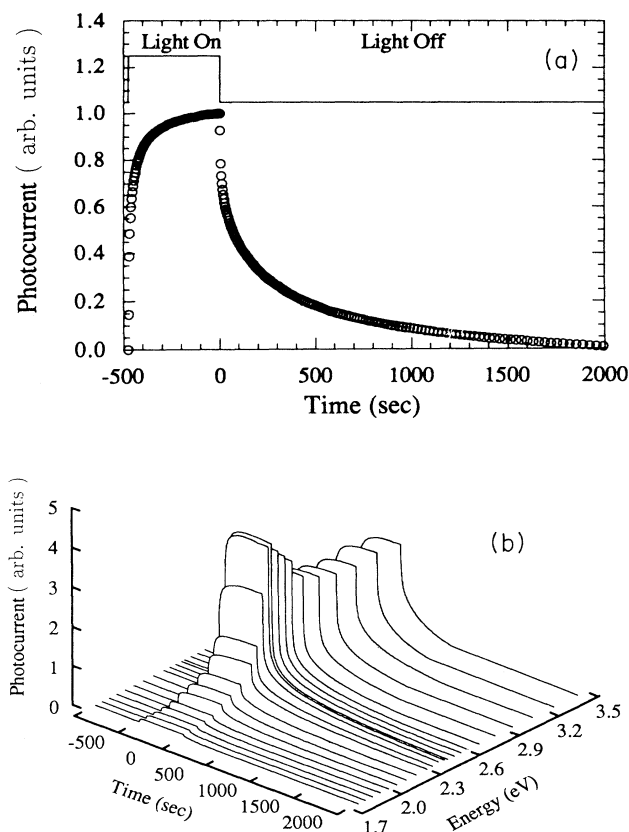 Light On
Light Off
(a)
Photocurrent ( arb. units )
1.4
1.2
1.0
0.8
0.6
0.4
0.2
0.0
-500 0 500 1000 1500 2000
Time (sec)
(b)
Photocurrent ( arb. units )
5
4
3
2
1
0
-500
0
500
1000
1500
2000
Time (sec)
1.7
2.0
2.3
2.6
2.9
3.2
3.5
Energy (eV)